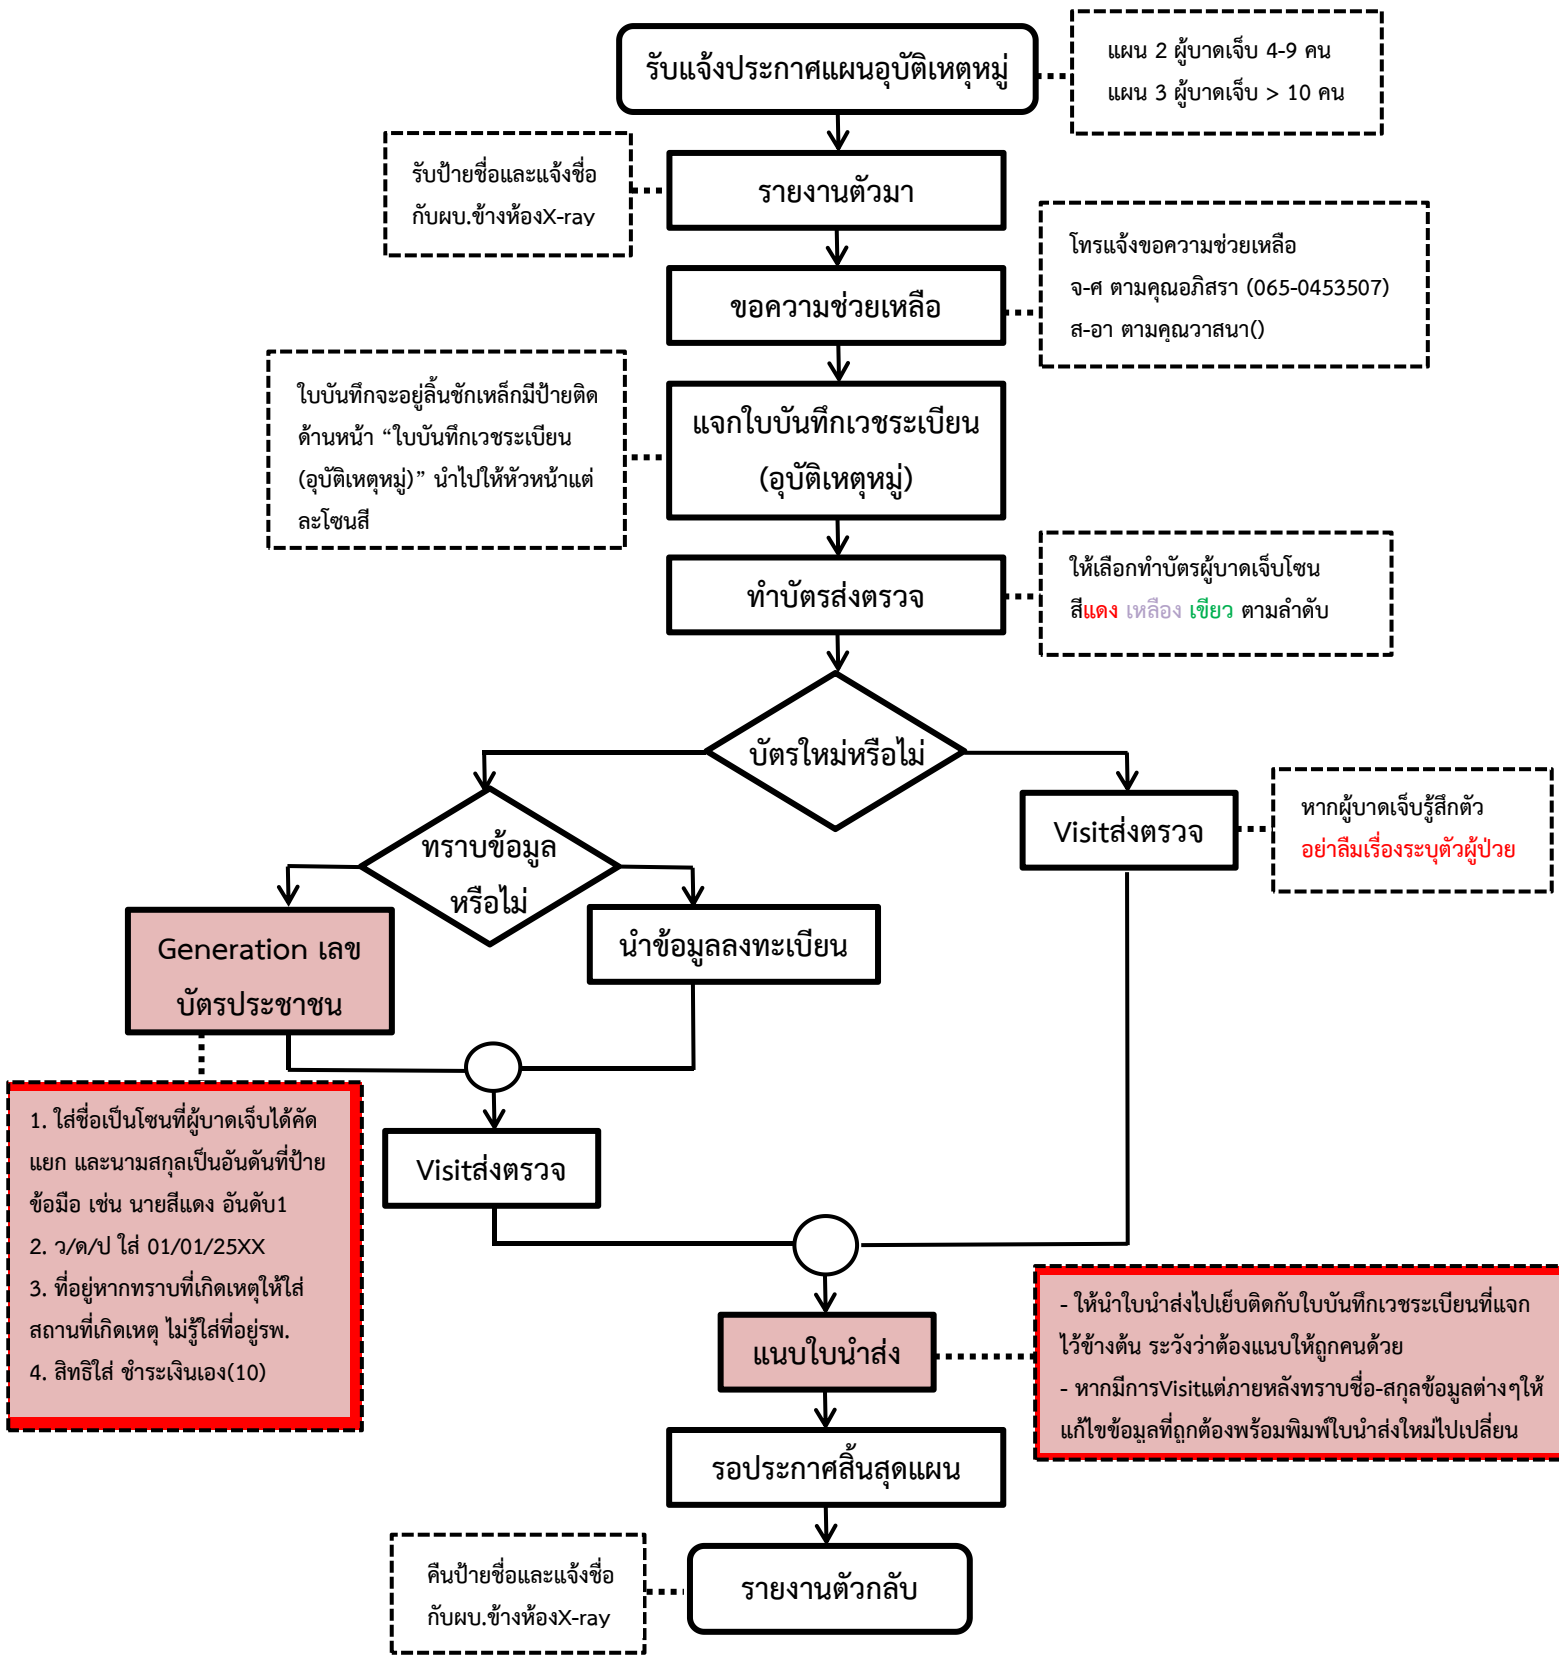 รับแจ้งประกาศแผนอุบัติเหตุหมู่
แผน 2 ผู้บาดเจ็บ 4-9 คน
แผน 3 ผู้บาดเจ็บ > 10 คน
รับป้ายชื่อและแจ้งชื่อ
กับผบ.ข้างห้องX-ray
รายงานตัวมา
ขอความช่วยเหลือ
โทรแจ้งขอความช่วยเหลือ
จ-ศ ตามคุณอภิสรา (065-0453507)
ส-อา ตามคุณวาสนา()
ใบบันทึกจะอยู่ลิ้นชักเหล็กมีป้ายติด
ด้านหน้า “ใบบันทึกเวชระเบียน
(อุบัติเหตุหมู่)” นำไปให้หัวหน้าแต่
ละโซนสี
แจกใบบันทึกเวชระเบียน
(อุบัติเหตุหมู่)
ทำบัตรส่งตรวจ
ให้เลือกทำบัตรผู้บาดเจ็บโซน
สีแดง เหลือง เขียว ตามลำดับ
บัตรใหม่หรือไม่
ทราบข้อมูล
หรือไม่
Visitส่งตรวจ
หากผู้บาดเจ็บรู้สึกตัว
อย่าลืมเรื่องระบุตัวผู้ป่วย
Generation เลข
บัตรประชาชน
นำข้อมูลลงทะเบียน
1. ใส่ชื่อเป็นโซนที่ผู้บาดเจ็บได้คัด
แยก และนามสกุลเป็นอันดันที่ป้าย
ข้อมือ เช่น นายสีแดง อันดับ1
2. ว/ด/ป ใส่ 01/01/25XX
3. ที่อยู่หากทราบที่เกิดเหตุให้ใส่
สถานที่เกิดเหตุ ไม่รู้ใส่ที่อยู่รพ.
4. สิทธิใส่ ชำระเงินเอง(10)
Visitส่งตรวจ
แนบใบนำส่ง
- ให้นำใบนำส่งไปเย็บติดกับใบบันทึกเวชระเบียนที่แจก
ไว้ข้างต้น ระวังว่าต้องแนบให้ถูกคนด้วย
- หากมีการVisitแต่ภายหลังทราบชื่อ-สกุลข้อมูลต่างๆให้
แก้ไขข้อมูลที่ถูกต้องพร้อมพิมพ์ใบนำส่งใหม่ไปเปลี่ยน
รอประกาศสิ้นสุดแผน
คืนป้ายชื่อและแจ้งชื่อ
กับผบ.ข้างห้องX-ray
รายงานตัวกลับ